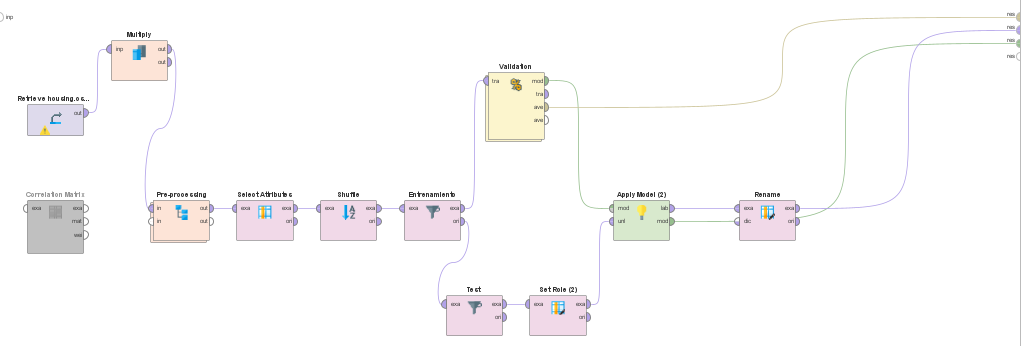 inp
res
res
res
res
Multiply
inp out
out
Retrieve housing.os...
out
Validation
tra mod
tra
ave
ave
Correlation Matrix
exa exa
mat
wei
Pre-processing
in out
in out
Select Attributes
exa exa
ori
Shuffle
exa exa
ori
Entrenamiento
exa exa
ori
Apply Model (2)
mod lab
unl mod
Rename
exa exa
dic ori
Test
exa exa
ori
Set Role (2)
exa exa
ori